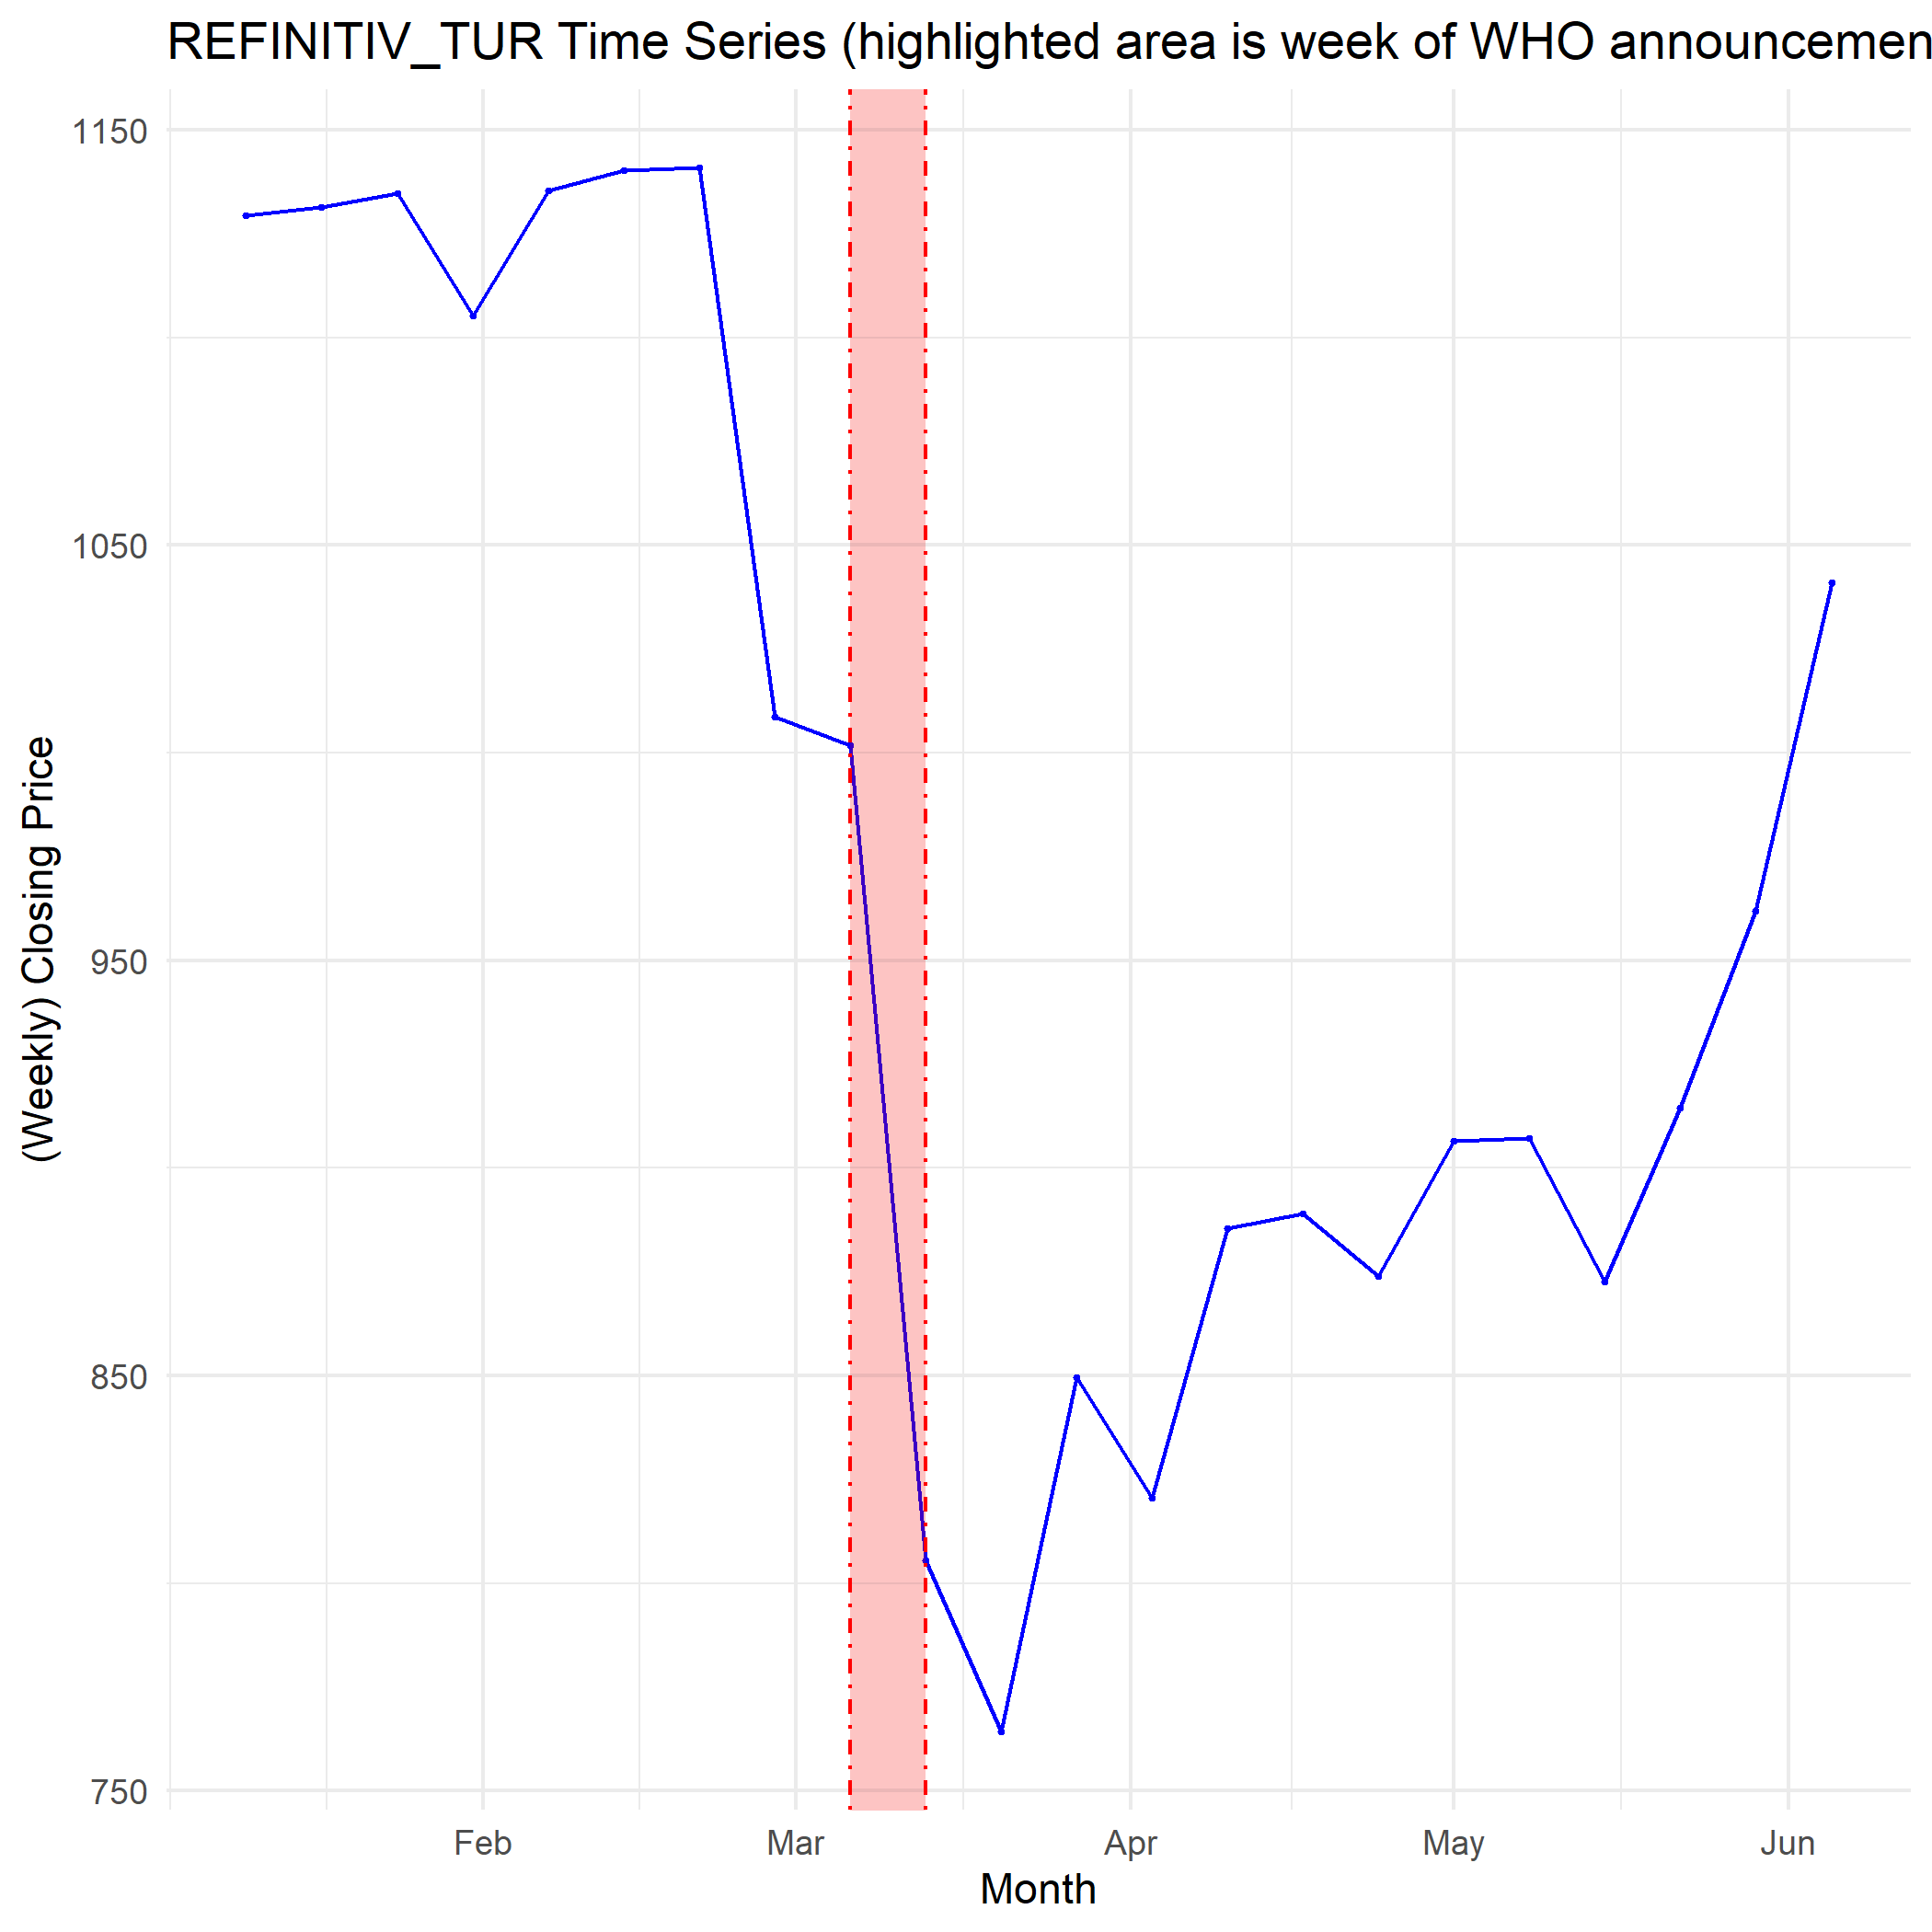 REFINITIV_TUR Time Series (highlighted area is week of WHO announcemen
1150
1050
950
850
750
(Weekly) Closing Price
Feb Mar Apr May Jun
Month